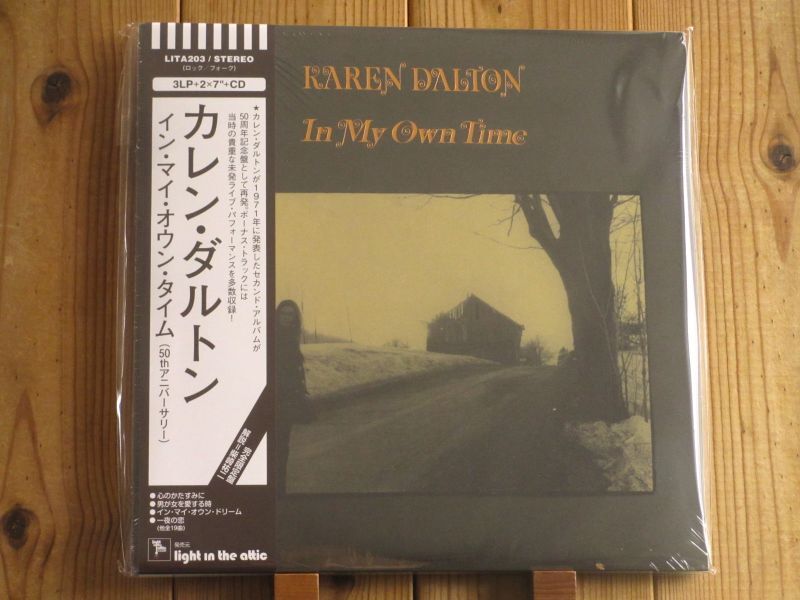 LITA203 / STEREO
(ロック/フォーク)
3LP+2×7"+CD
KAREN DALTON
In My Own Time
★カレン・ダルトンが1971年に発表したセカンド・アルバムが
50周年記念盤として再発。ボーナス・トラックには
当時の貴重な未発ライブ・パフォーマンスを多数収録!
カレン・ダルトン
イン・マイ・オウン・タイム(50thアニバーサリー)
完全限定盤
●心のかたすみに
●男が女を愛する時
●イン・マイ・オウン・ドリーム
●一夜の恋
(他全19曲)
発売元
light in the attic